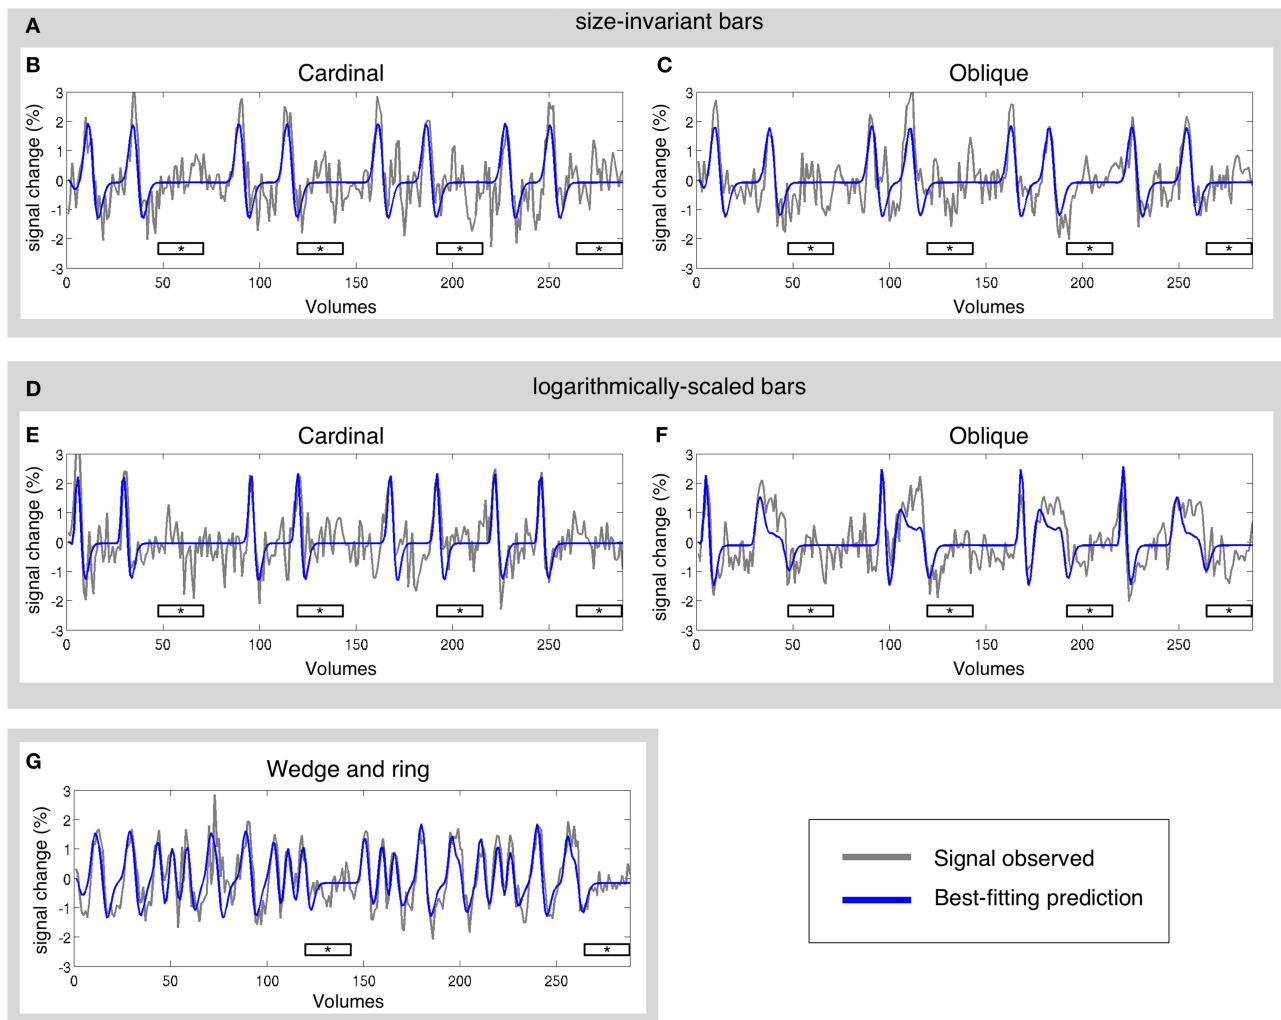 A
size-invariant bars
B
Cardinal
3
2
1
0
-1
-2
-3
signal change (%)
* * * *
0 50 100 150 200 250
Volumes
C
Oblique
3
2
1
0
-1
-2
-3
signal change (%)
* * * *
0 50 100 150 200 250
Volumes
D
logarithmically-scaled bars
E
Cardinal
3
2
1
0
-1
-2
-3
signal change (%)
* * * *
0 50 100 150 200 250
Volumes
F
Oblique
3
2
1
0
-1
-2
-3
signal change (%)
* * * *
0 50 100 150 200 250
Volumes
G
Wedge and ring
3
2
1
0
-1
-2
-3
signal change (%)
* *
0 50 100 150 200 250
Volumes
Signal observed
Best-fitting prediction